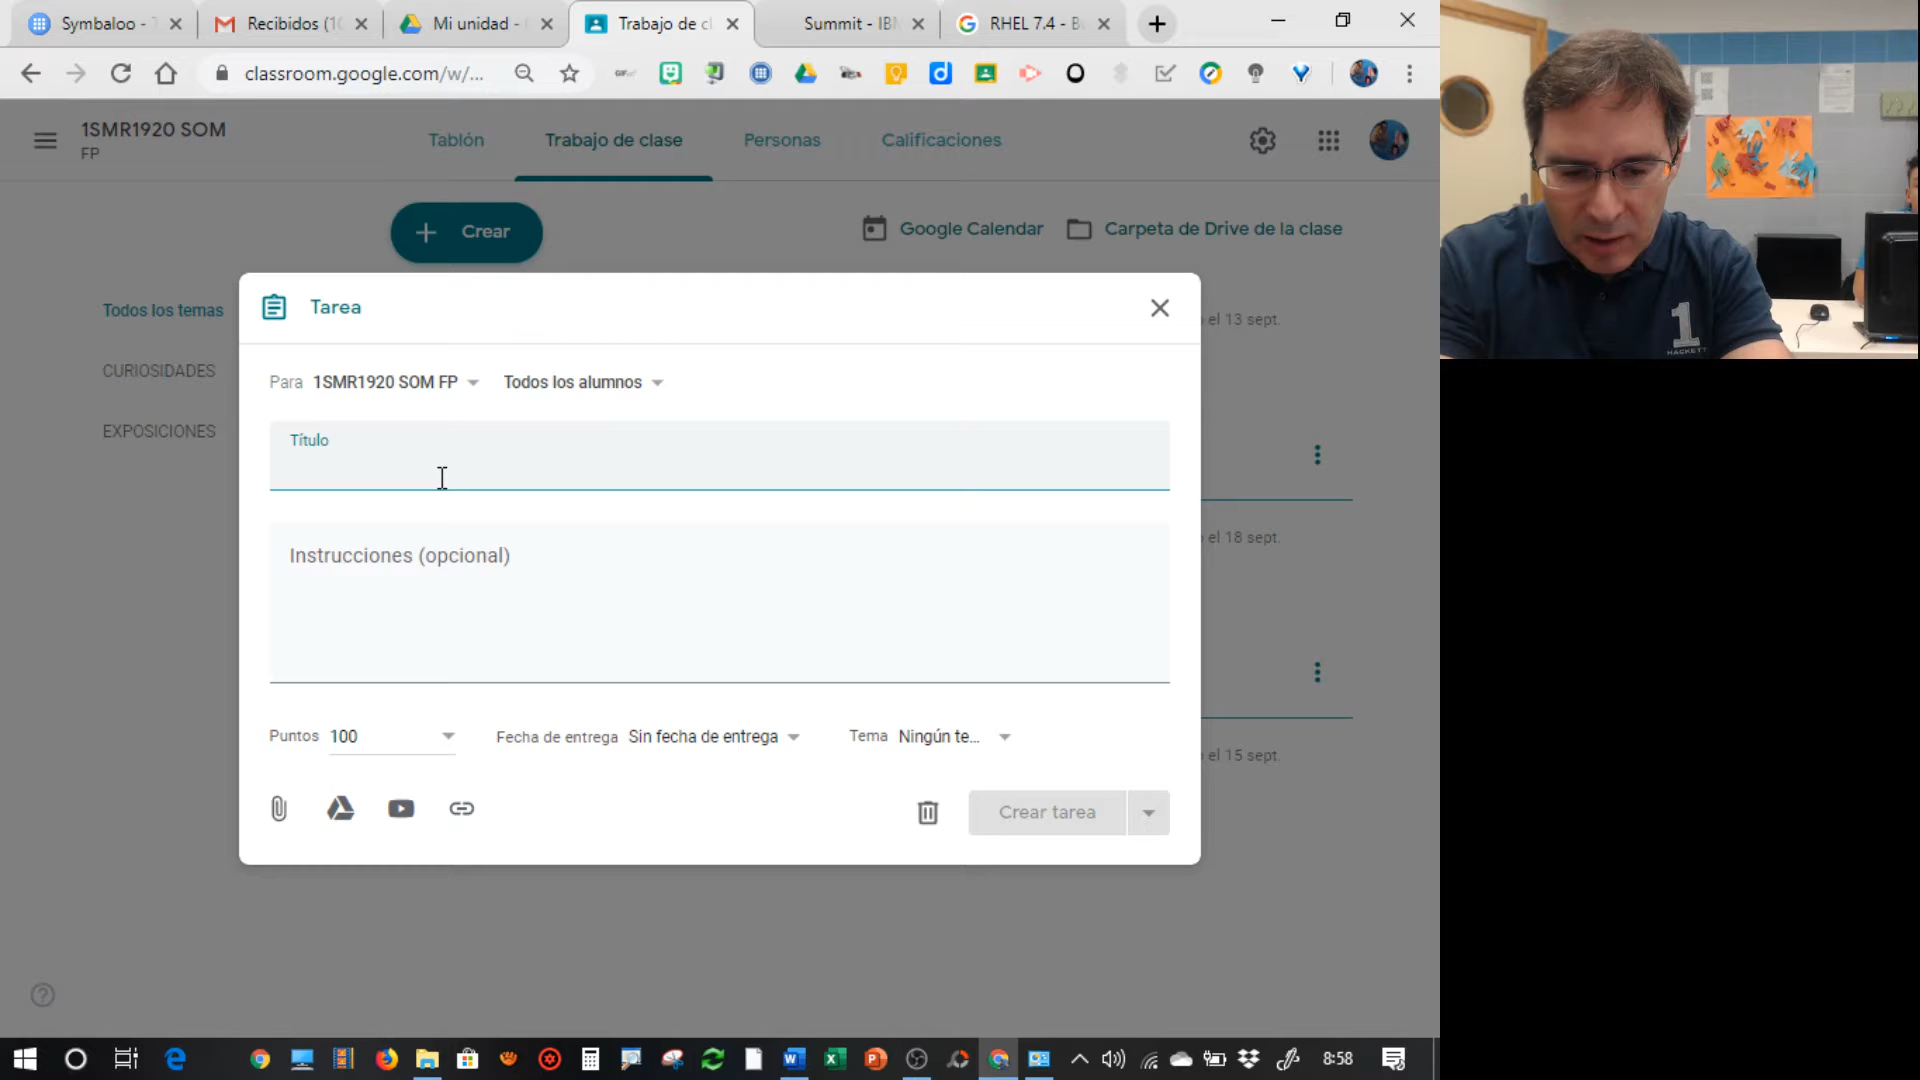 Symbaloo - 
Recibidos (1
Mi unidad -
Trabajo de c
Summit - IB
RHEL 7.4 - B
classroom.google.com/w/...
1SMR1920 SOM
FP
Tablón
Trabajo de clase
Personas
Calificaciones
Crear
Google Calendar
Carpeta de Drive de la clase
Todos los temas
CURIOSIDADES
EXPOSICIONES
el 13 sept.
el 18 sept.
el 15 sept.
Tarea
Para 1SMR1920 SOM FP
Todos los alumnos
Título
Instrucciones (opcional)
Puntos 100
Fecha de entrega Sin fecha de entrega
Tema Ningún te...
Crear tarea
8:58
1
HACKETT